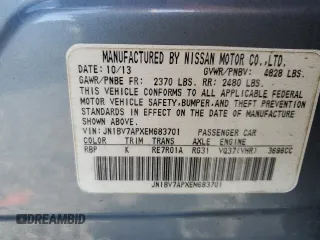 MANUFACTURED BY NISSAN MOTOR CO.,LTD.
DATE: 10/13 GVWR/PNBV: 4828 LBS.
GAWR/PNBE FR: 2370 LBS. RR: 2480 LBS.
THIS VEHICLE CONFORMS TO ALL APPLICABLE FEDERAL
MOTOR VEHICLE SAFETY, BUMPER, AND THEFT PREVENTION
STANDARDS IN EFFECT ON THE DATE OF MANUFACTURE
SHOWN ABOVE.
VIN: JN1BV7APXEM683701 PASSENGER CAR
COLOR TRIM TRANS AXLE ENGINE
RBP K RE7R01A RG31 VQ37(VHR) 3696CC
JN1BV7APXEM683701
© AUTOBIDMASTER